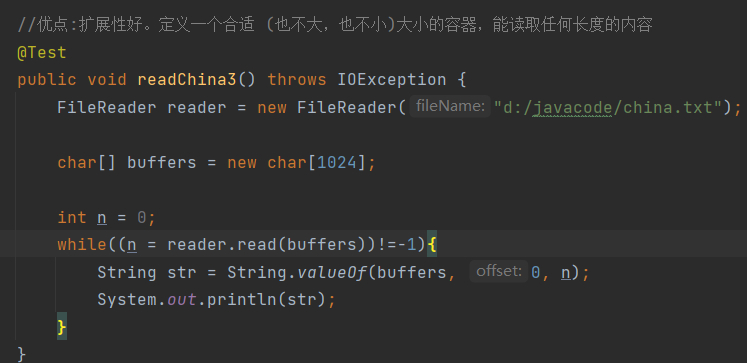 //优点:扩展性好。定义一个合适 (也不大，也不小)大小的容器，能读取任何长度的内容
@Test
public void readChina3() throws IOException {
FileReader reader = new FileReader( fileName: "d:/javacode/china.txt");
char[] buffers = new char[1024];
int n = 0;
while((n = reader.read(buffers))!=-1){
String str = String.valueOf(buffers, offset: 0, n);
System.out.println(str);
}
}